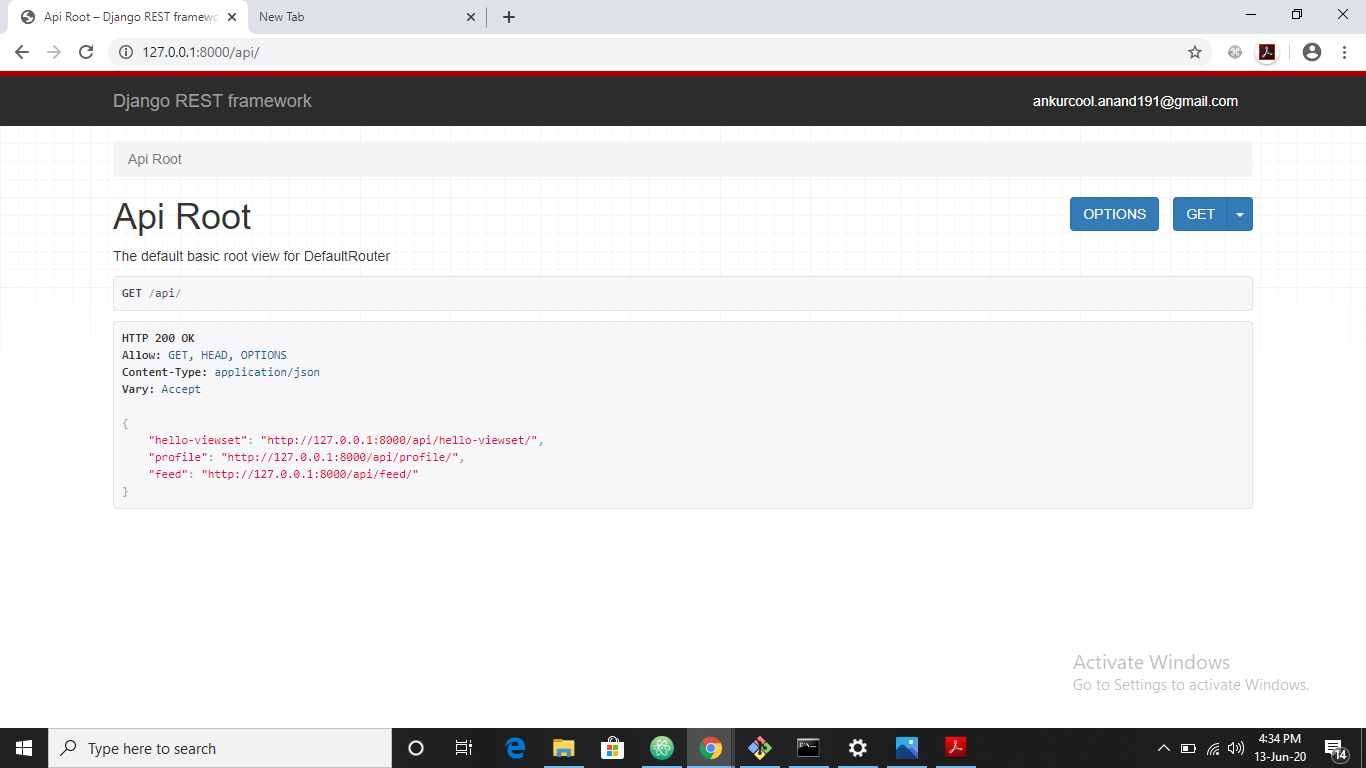 Api Root – Django REST framewo
New Tab
127.0.0.1:8000/api/
Django REST framework
ankurcool.anand191@gmail.com
Api Root
Api Root
OPTIONS
GET
The default basic root view for DefaultRouter
GET /api/
HTTP 200 OK
Allow: GET, HEAD, OPTIONS
Content-Type: application/json
Vary: Accept
{
"hello-viewset": "http://127.0.0.1:8000/api/hello-viewset/",
"profile": "http://127.0.0.1:8000/api/profile/",
"feed": "http://127.0.0.1:8000/api/feed/"
}
Activate Windows
Go to Settings to activate Windows.
Type here to search
4:34 PM
13-Jun-20
14